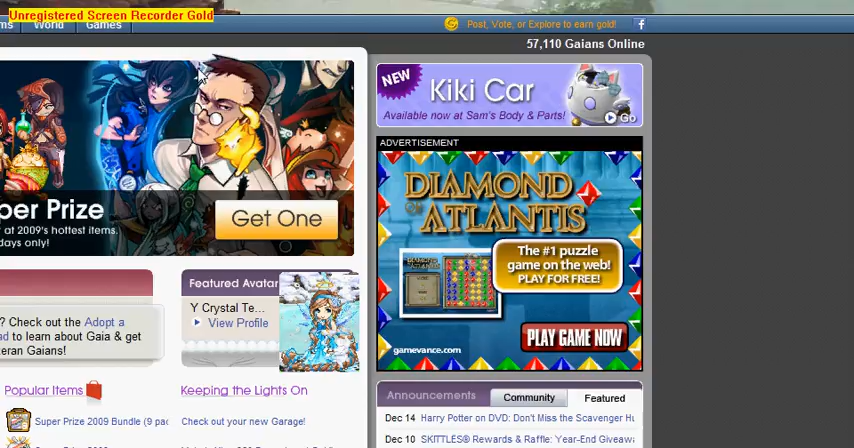 Unregistered Screen Recorder Gold
World
Games
Post, Vote, or Explore to earn gold!
57,110 Gaians Online
NEW
Kiki Car
Available now at Sam's Body & Parts!
Go
ADVERTISEMENT
DIAMOND
OF ATLANTIS
The #1 puzzle
game on the web!
PLAY FOR FREE!
PLAY GAME NOW
gamevance.com
per Prize
at 2009's hottest items.
days only!
Get One
Featured Avatar
Y Crystal Te...
View Profile
? Check out the Adopt a
to learn about Gaia & get
eran Gaians!
Popular Items
Super Prize 2009 Bundle (9 pac
Keeping the Lights On
Check out your new Garage!
Announcements
Community
Featured
Dec 14 Harry Potter on DVD: Don't Miss the Scavenger Hu
Dec 10 SKITTLES® Rewards & Raffle: Year-End Giveawa